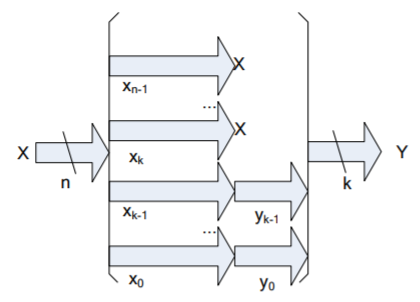 X
x_{n-1}
...
X
X
x_k
n
Y
k
x_{k-1}
y_{k-1}
...
x_0
y_0